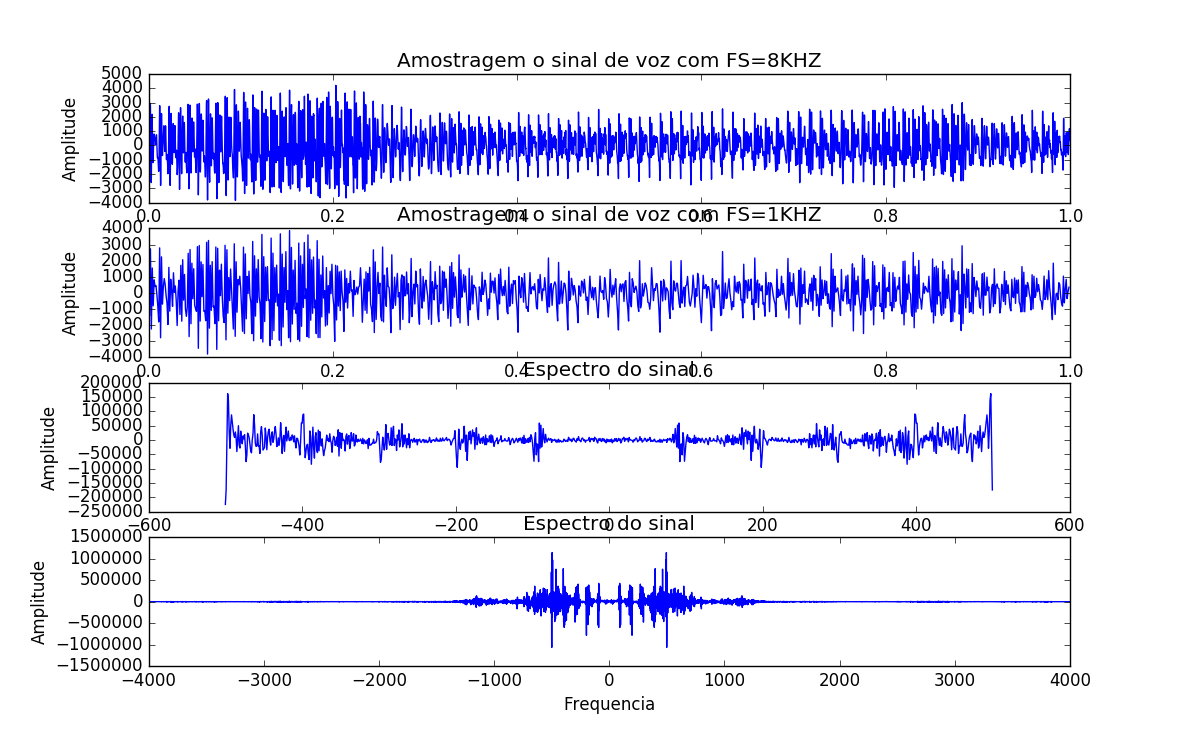 Amostragem o sinal de voz com FS=8KHZ
Amplitude
5000
4000
3000
2000
1000
0
−1000
−2000
−3000
−4000
0.0 0.2 0.4 0.6 0.8 1.0
Amostragem o sinal de voz com FS=1KHZ
Amplitude
4000
3000
2000
1000
0
−1000
−2000
−3000
−4000
0.0 0.2 0.4 0.6 0.8 1.0
Espectro do sinal
Amplitude
200000
150000
100000
50000
0
−50000
−100000
−150000
−200000
−250000
−600 −400 −200 0 200 400 600
Espectro do sinal
Amplitude
1500000
1000000
500000
0
−500000
−1000000
−1500000
−4000 −3000 −2000 −1000 0 1000 2000 3000 4000
Frequencia